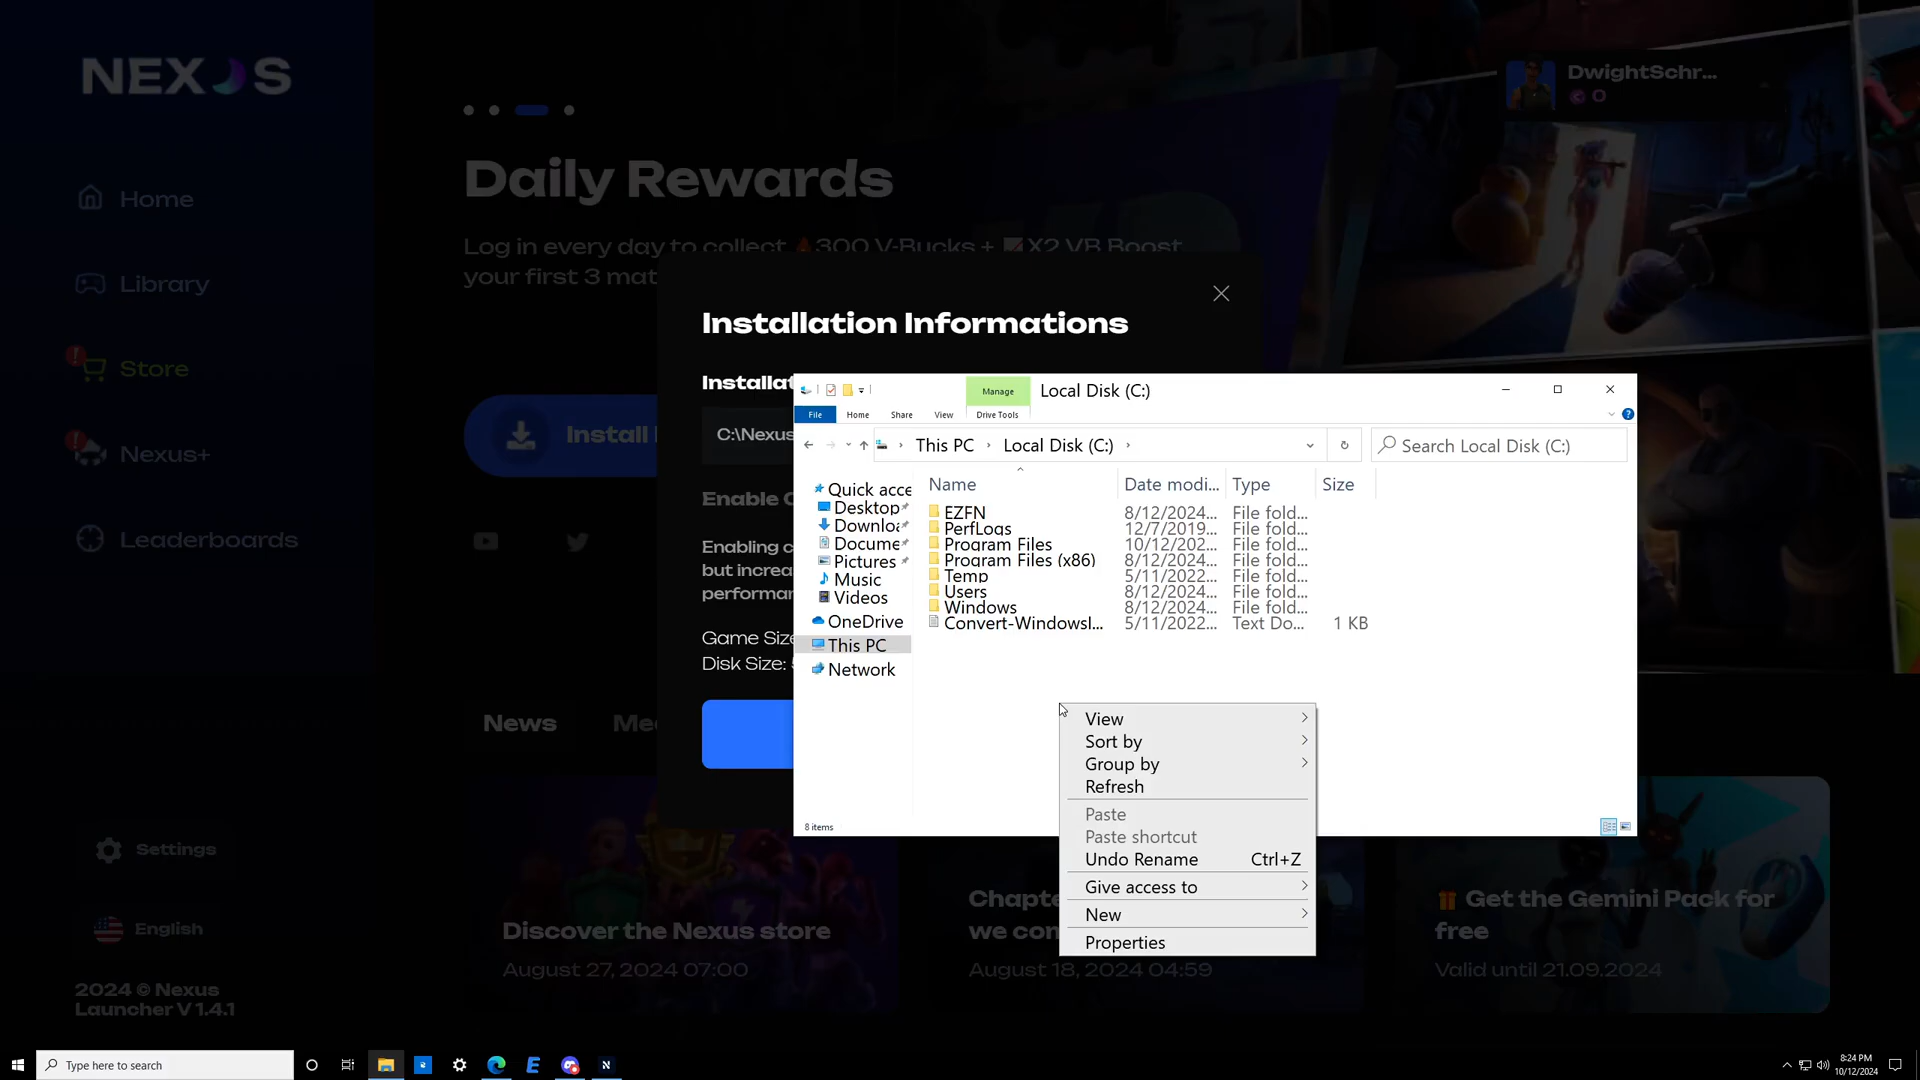 NEXUS
Home
Library
Store
Nexus+
Leaderboards
Settings
English
2024 © Nexus
Launcher V 1.4.1
DwightSchr...
0
Daily Rewards
Log in every day to collect 300 V-Bucks + X2 VB Boost
your first 3 mat
Install
Installation Informations
Installat
C:\Nexus
Enable
Enabling c
but increa
performa
Game Size
Disk Size:
News
Me
Discover the Nexus store
August 27, 2024 07:00
Chapte
we con
August 18, 2024 04:59
Get the Gemini Pack for
free
Valid until 21.09.2024
Manage
Local Disk (C:)
File
Home
Share
View
Drive Tools
This PC
Local Disk (C:)
Search Local Disk (C:)
Quick acce
Desktop
Downloa
Docume
Pictures
Music
Videos
OneDrive
This PC
Network
Name Date modi... Type Size
EZFN 8/12/2024... File fold...
PerfLogs 12/7/2019... File fold...
Program Files 10/12/202... File fold...
Program Files (x86) 8/12/2024... File fold...
Temp 5/11/2022... File fold...
Users 8/12/2024... File fold...
Windows 8/12/2024... File fold...
Convert-WindowsI... 5/11/2022... Text Do... 1 KB
8 items
View
Sort by
Group by
Refresh
Paste
Paste shortcut
Undo Rename Ctrl+Z
Give access to
New
Properties
Type here to search
8:24 PM
10/12/2024